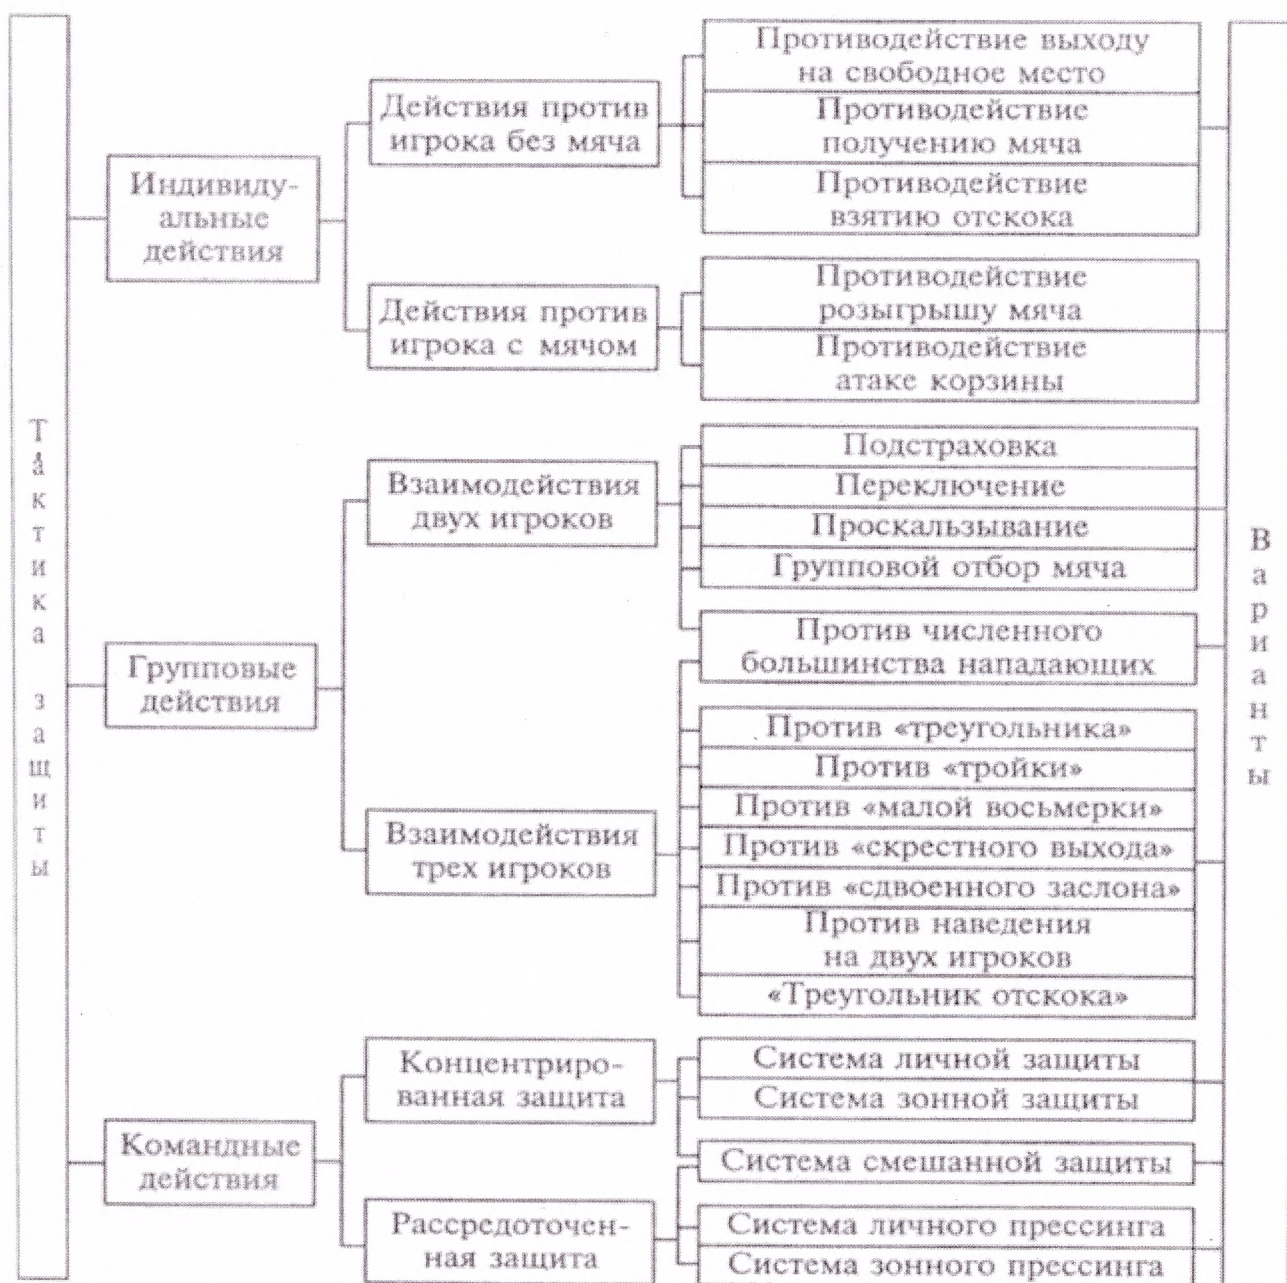 Тактика защиты
Индивиду-
альные
действия
Действия против
игрока без мяча
Противодействие выходу
на свободное место
Противодействие
получению мяча
Противодействие
взятию отскока
Действия против
игрока с мячом
Противодействие
розыгрышу мяча
Противодействие
атаке корзины
Групповые
действия
Взаимодействия
двух игроков
Подстраховка
Переключение
Проскальзывание
Групповой отбор мяча
Против численного
большинства нападающих
Взаимодействия
трех игроков
Против «треугольника»
Против «тройки»
Против «малой восьмерки»
Против «скрестного выхода»
Против «сдвоенного заслона»
Против наведения
на двух игроков
«Треугольник отскока»
Командные
действия
Концентриро-
ванная защита
Система личной защиты
Система зонной защиты
Система смешанной защиты
Рассредоточен-
ная защита
Система личного прессинга
Система зонного прессинга
Варианты